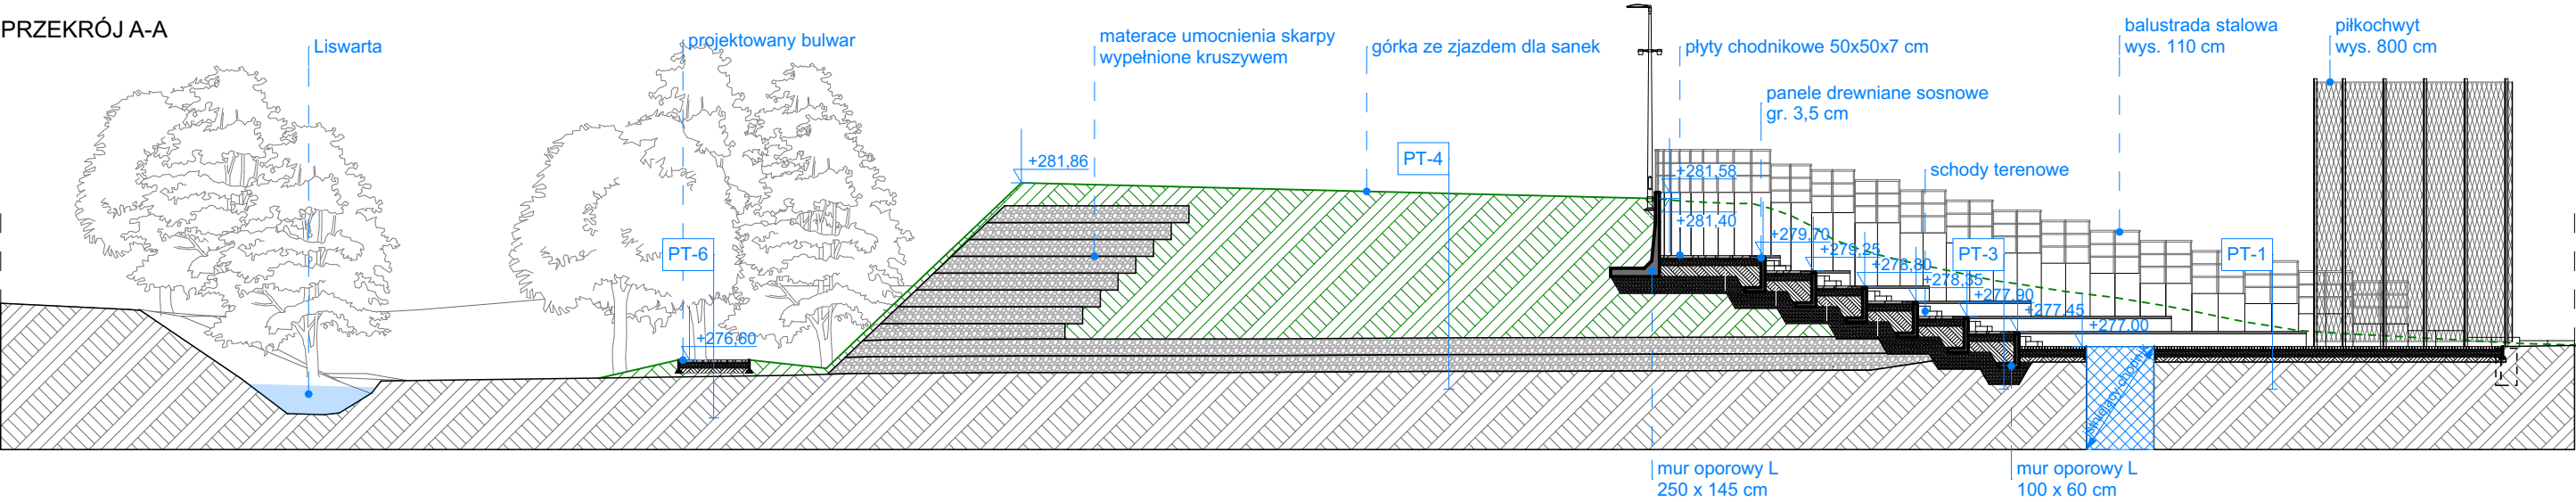 PRZEKRÓJ A-A
Liswarta
projektowany bulwar
materace umocnienia skarpy
wypełnione kruszywem
górka ze zjazdem dla sanek
płyty chodnikowe 50x50x7 cm
balustrada stalowa
wys. 110 cm
piłkochwyt
wys. 800 cm
panele drewniane sosnowe
gr. 3,5 cm
schody terenowe
PT-4
+281,86
+281,58
+281,40
PT-6
+279,70
+279,25
+278,80
+278,35
+277,90
+277,45
+277,00
PT-3
PT-1
+276,60
istniejący chodnik
mur oporowy L
250 x 145 cm
mur oporowy L
100 x 60 cm